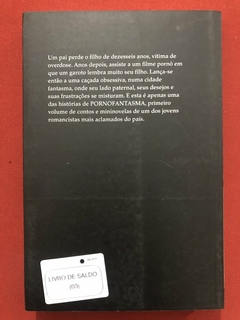 Um pai perde o filho de dezesseis anos, vítima de
overdose. Anos depois, assiste a um filme pornô em
que um garoto lembra muito seu filho. Lança-se
então a uma caçada obsessiva, numa cidade
fantasma, onde seu lado paternal, seus desejos e
suas frustrações se misturam. E esta é apenas uma
das histórias de PORNOFANTASMA, primeiro
volume de contos e mininovelas de um dos jovens
romancistas mais aclamados do país.
LIVRO DE SALDO